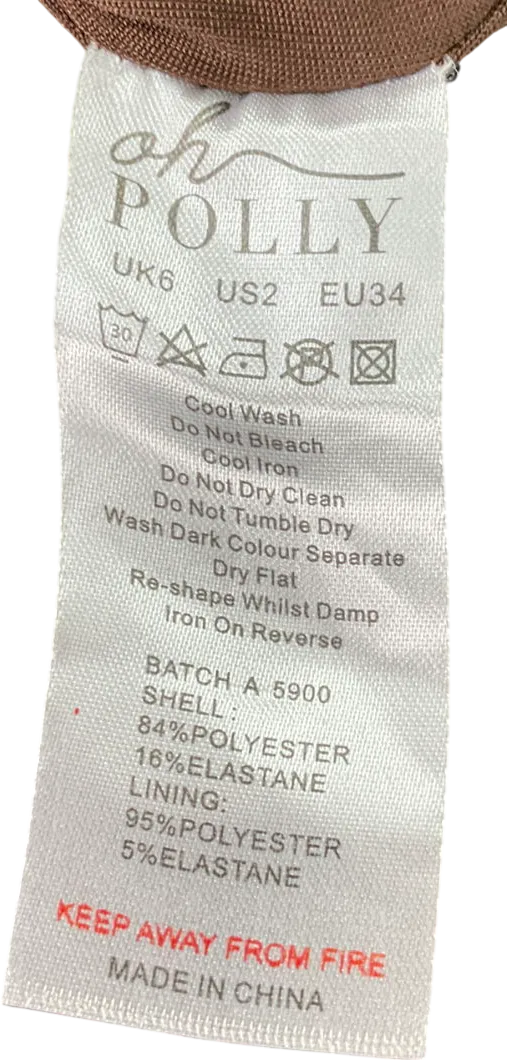 oh
POLLY
UK6 US2 EU34
30
Cool Wash
Do Not Bleach
Cool Iron
Do Not Dry Clean
Do Not Tumble Dry
Wash Dark Colour Separate
Dry Flat
Re-shape Whilst Damp
Iron On Reverse
BATCH A 5900
SHELL:
84%POLYESTER
16%ELASTANE
LINING:
95%POLYESTER
5%ELASTANE
KEEP AWAY FROM FIRE
MADE IN CHINA